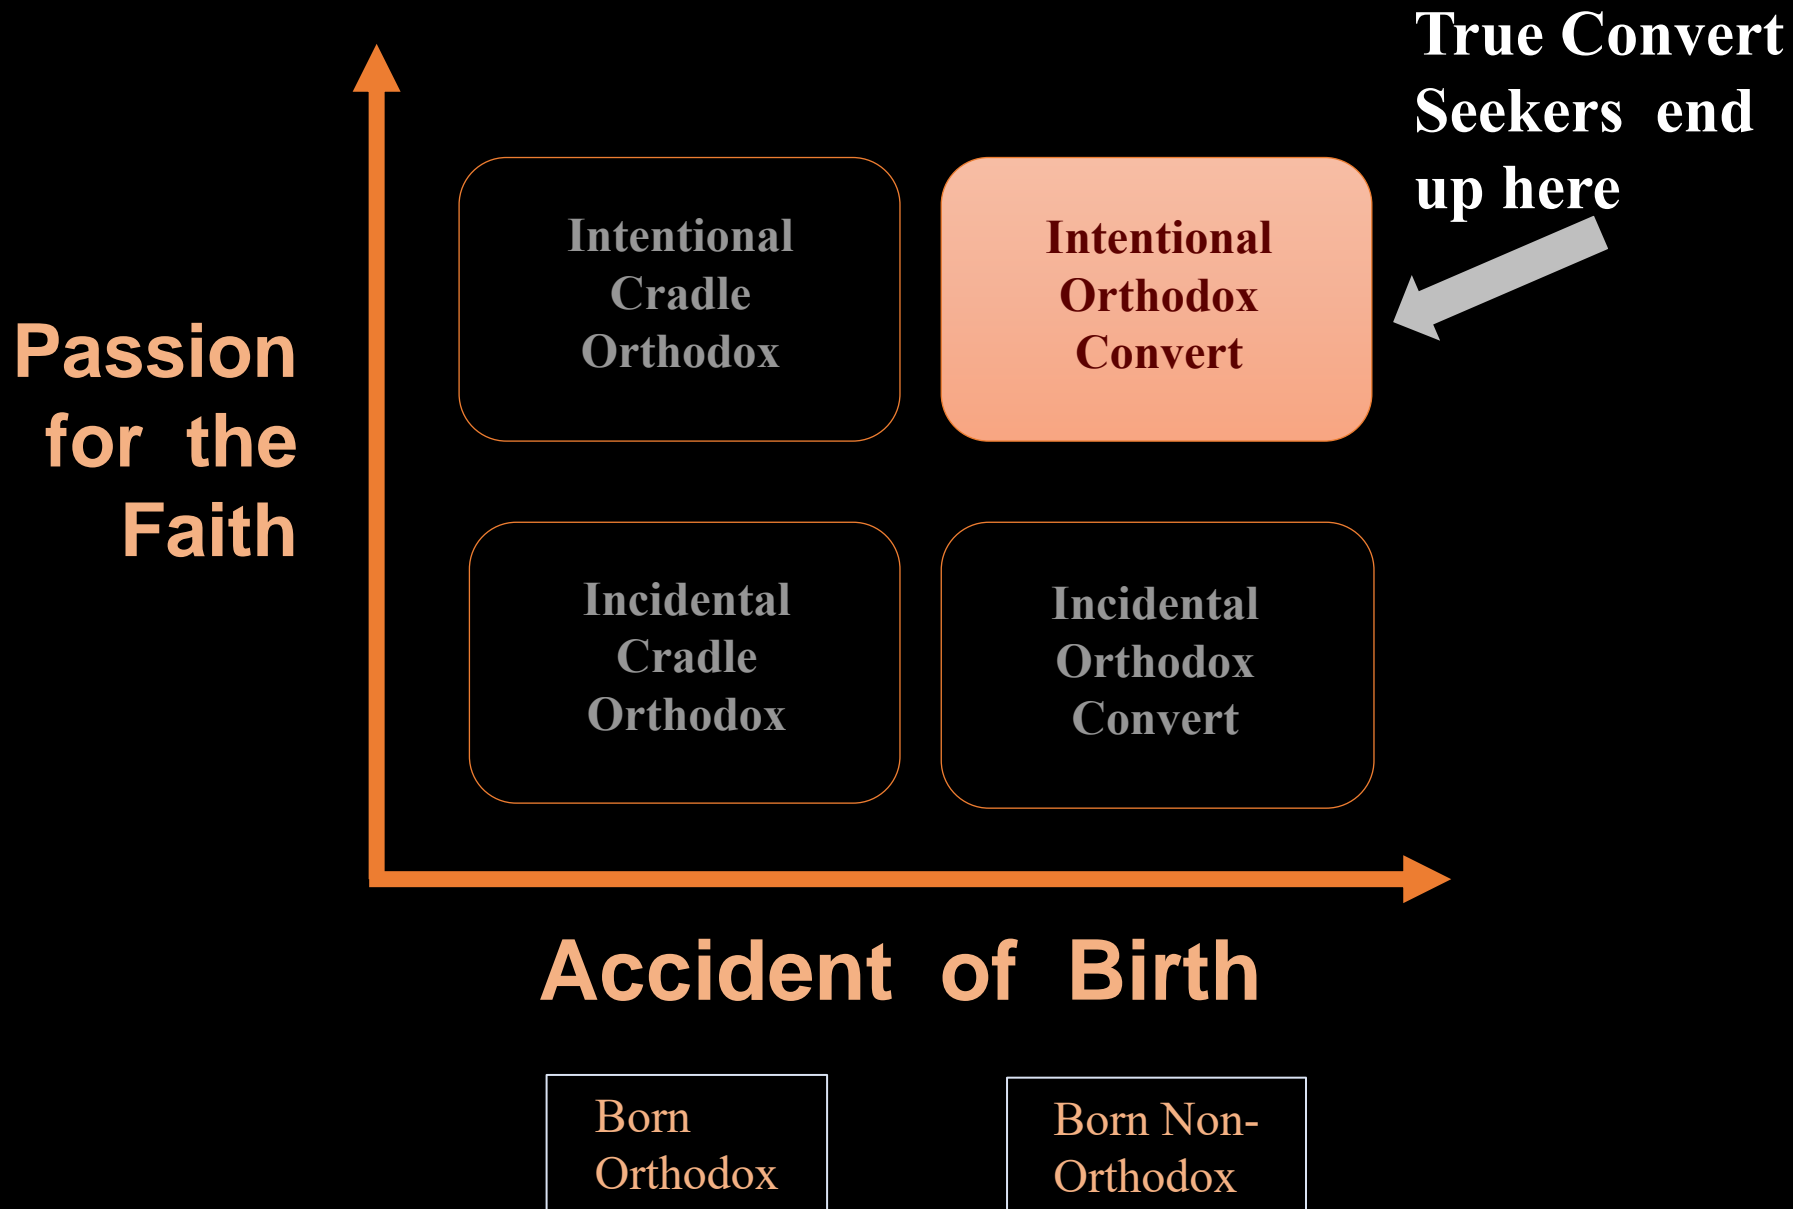 True Convert
Seekers end
up here
Intentional
Cradle
Orthodox
Intentional
Orthodox
Convert
Passion
for the
Faith
Incidental
Cradle
Orthodox
Incidental
Orthodox
Convert
Accident of Birth
Born
Orthodox
Born Non-
Orthodox